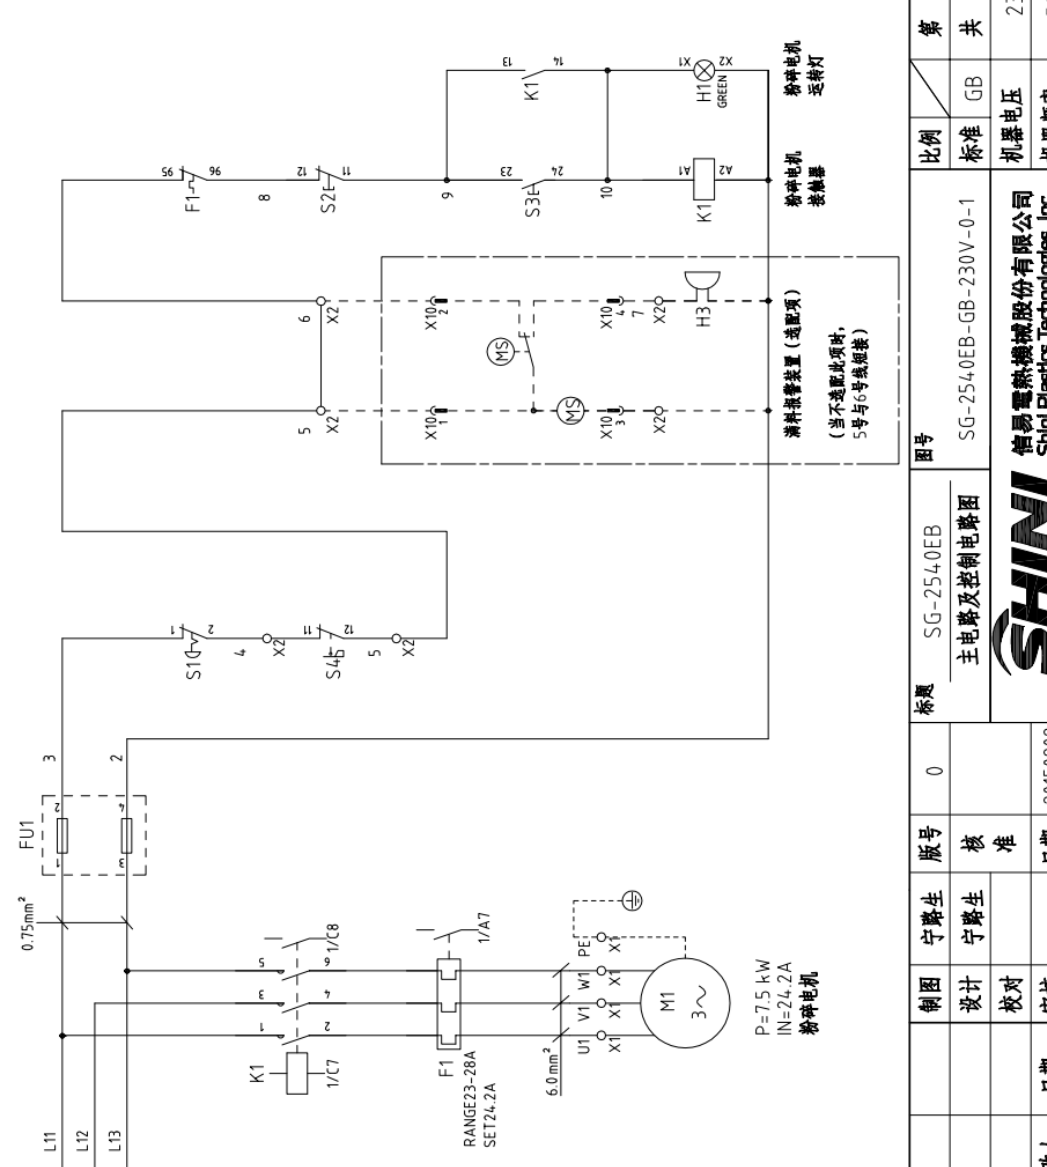 L11
L12
L13
0.75mm²
FU1
1
2
3
4
3
2
K1
1/C7
1
2
3
4
5
6
1/C8
F1
RANGE23-28A
SET24.2A
1/A7
6.0mm²
U1
V1
W1
PE
X1
X1
X1
X1
M1
3~
P=7.5 kW
IN=24.2A
粉碎电机
S1
1
2
4
X2
S4
11
12
5
X2
5
X2
6
X2
X10
1
X10
2
MS
MS
X10
3
X2
X10
4
7
X2
H3
满料报警装置(选配项)
(当不选配此项时,
5号与6号线短接)
F1
95
96
8
S2
12
11
9
S3
23
24
10
K1
A1
A2
粉碎电机
接触器
K1
13
14
H1
GREEN
X1
X2
粉碎电机
运转灯
制图
宁路生
版号
0
设计
宁路生
核
准
校对
标题
SG-2540EB
主电路及控制电路图
图号
SG-2540EB-GB-230V-0-1
比例
第
标准
GB
共
机器电压
SHINI
信易電熱機械股份有限公司
Shini Plastics Technologies, Inc.